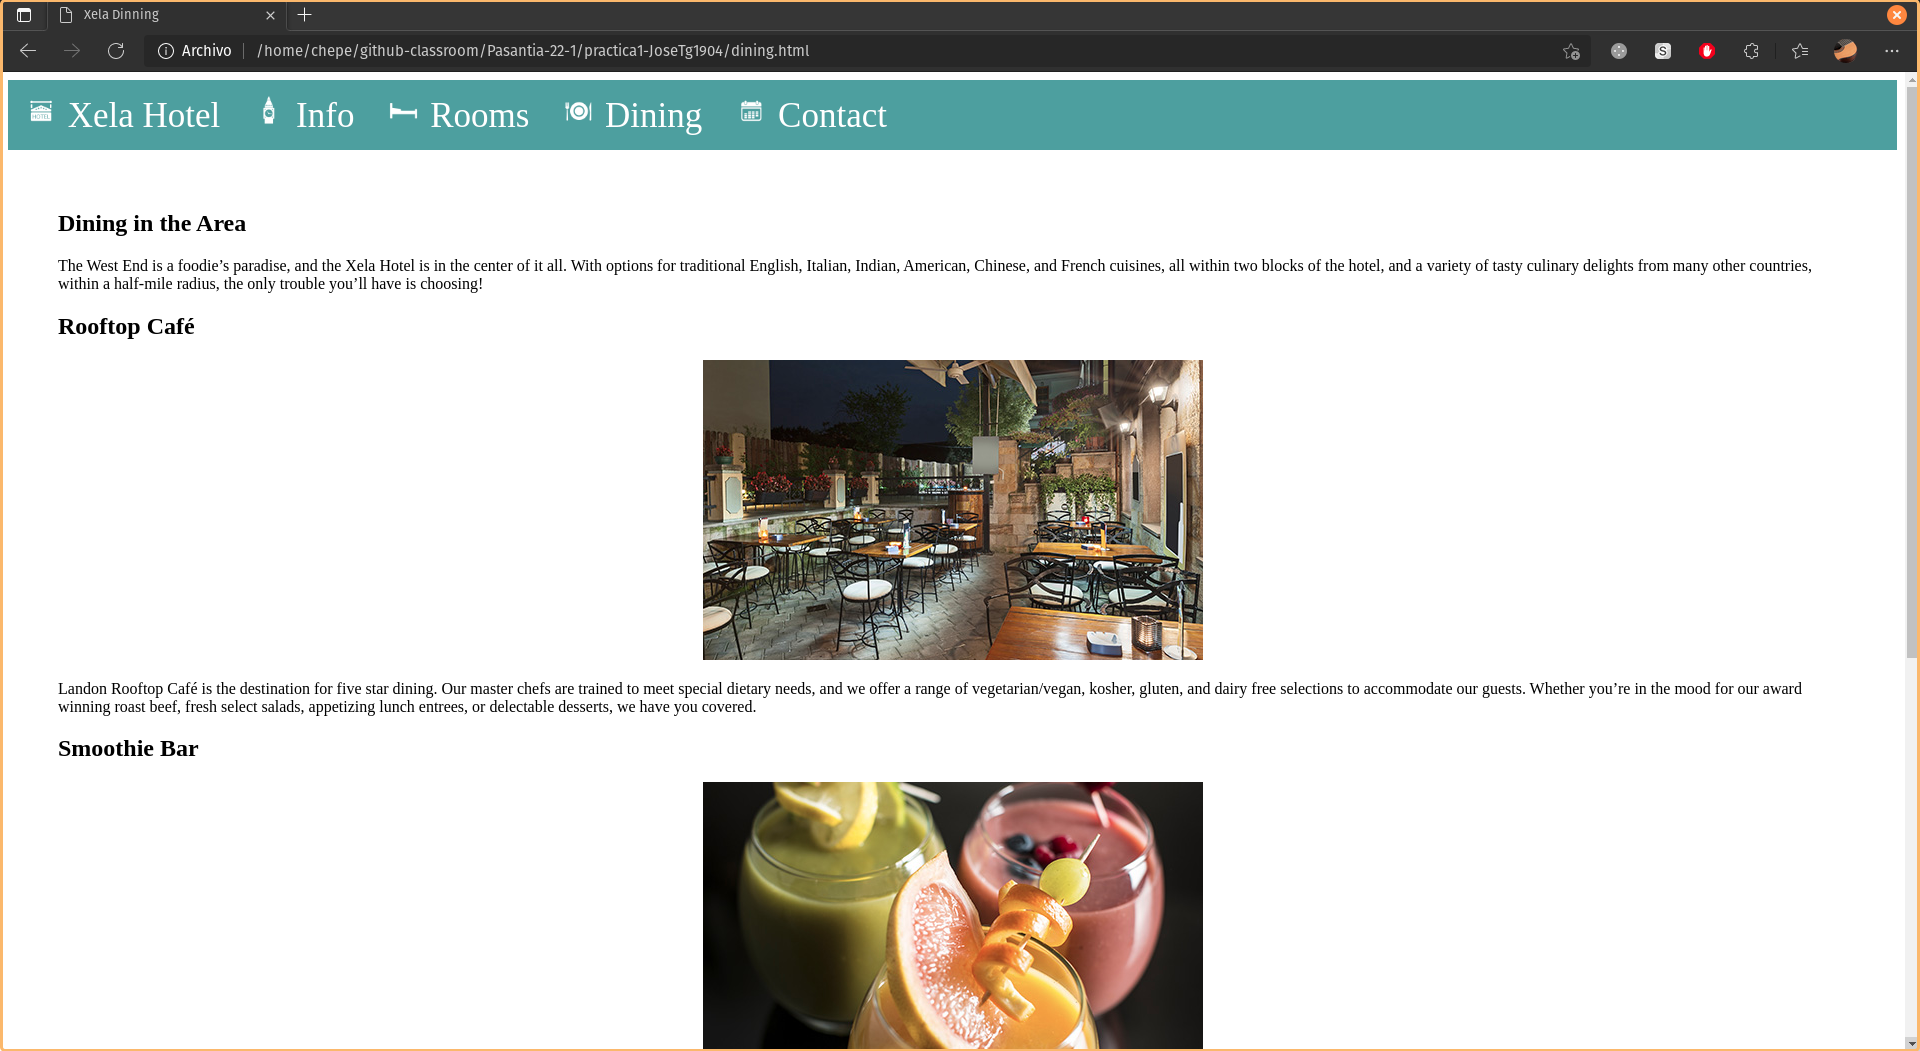 Xela Dinning
Archivo /home/chepe/github-classroom/Pasantia-22-1/practica1-JoseTg1904/dining.html
S
HOTEL Xela Hotel Info Rooms Dining Contact
Dining in the Area
The West End is a foodie’s paradise, and the Xela Hotel is in the center of it all. With options for traditional English, Italian, Indian, American, Chinese, and French cuisines, all within two blocks of the hotel, and a variety of tasty culinary delights from many other countries,
within a half-mile radius, the only trouble you’ll have is choosing!
Rooftop Café
Landon Rooftop Café is the destination for five star dining. Our master chefs are trained to meet special dietary needs, and we offer a range of vegetarian/vegan, kosher, gluten, and dairy free selections to accommodate our guests. Whether you’re in the mood for our award
winning roast beef, fresh select salads, appetizing lunch entrees, or delectable desserts, we have you covered.
Smoothie Bar